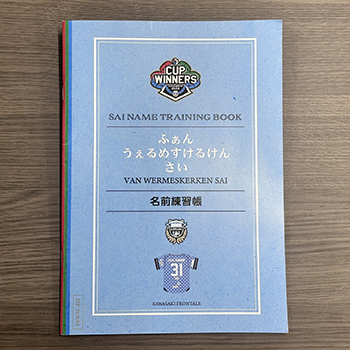 CUP
WINNERS
SAI NAME TRAINING BOOK
ふぁん
うぇるめすけるけん
さい
VAN WERMESKERKEN SAI
名前練習帳
31
KAWASAKI FRONTALE